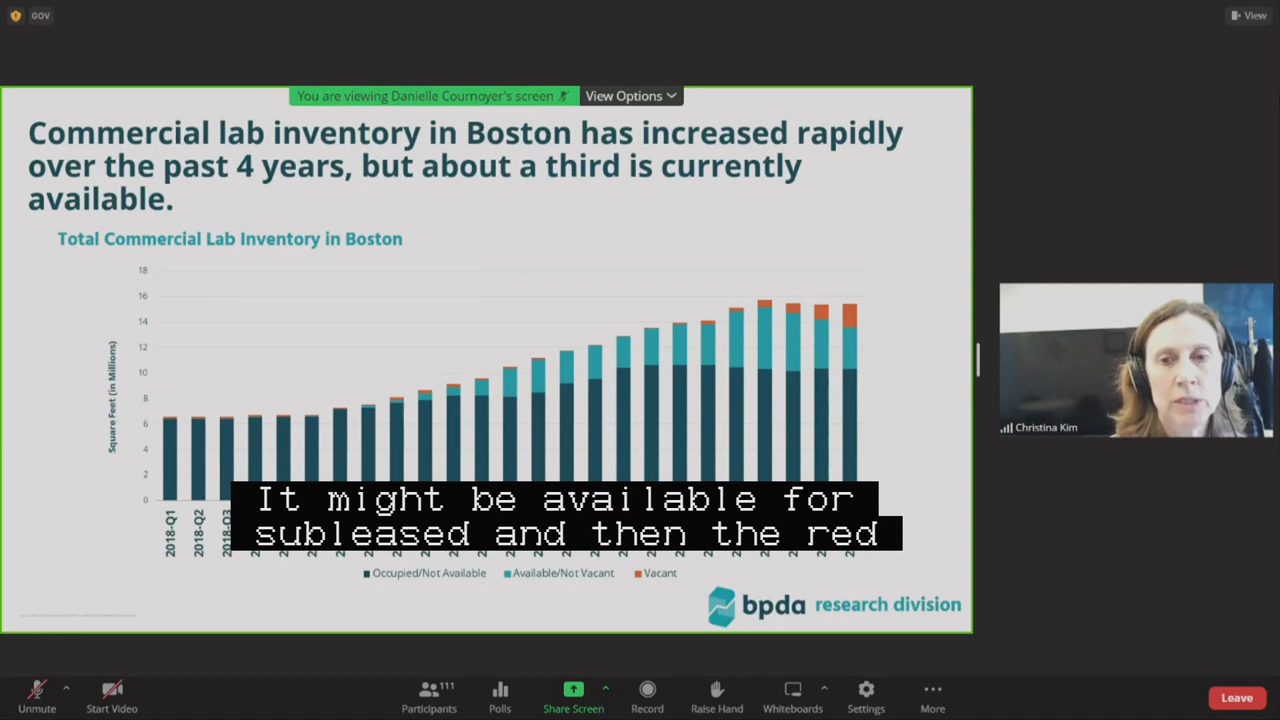 GOV
View
You are viewing Danielle Cournoyer's screen
View Options
Commercial lab inventory in Boston has increased rapidly
over the past 4 years, but about a third is currently
available.
Total Commercial Lab Inventory in Boston
Square Feet (in Millions)
18
16
14
12
10
8
6
4
2
0
2018-Q1
2018-Q2
2018-Q3
It might be available for
subleased and then the red
Occupied/Not Available
Available/Not Vacant
Vacant
bpda research division
Christina Kim
Unmute
Start Video
Participants
111
Polls
Share Screen
Record
Raise Hand
Whiteboards
Settings
More
Leave